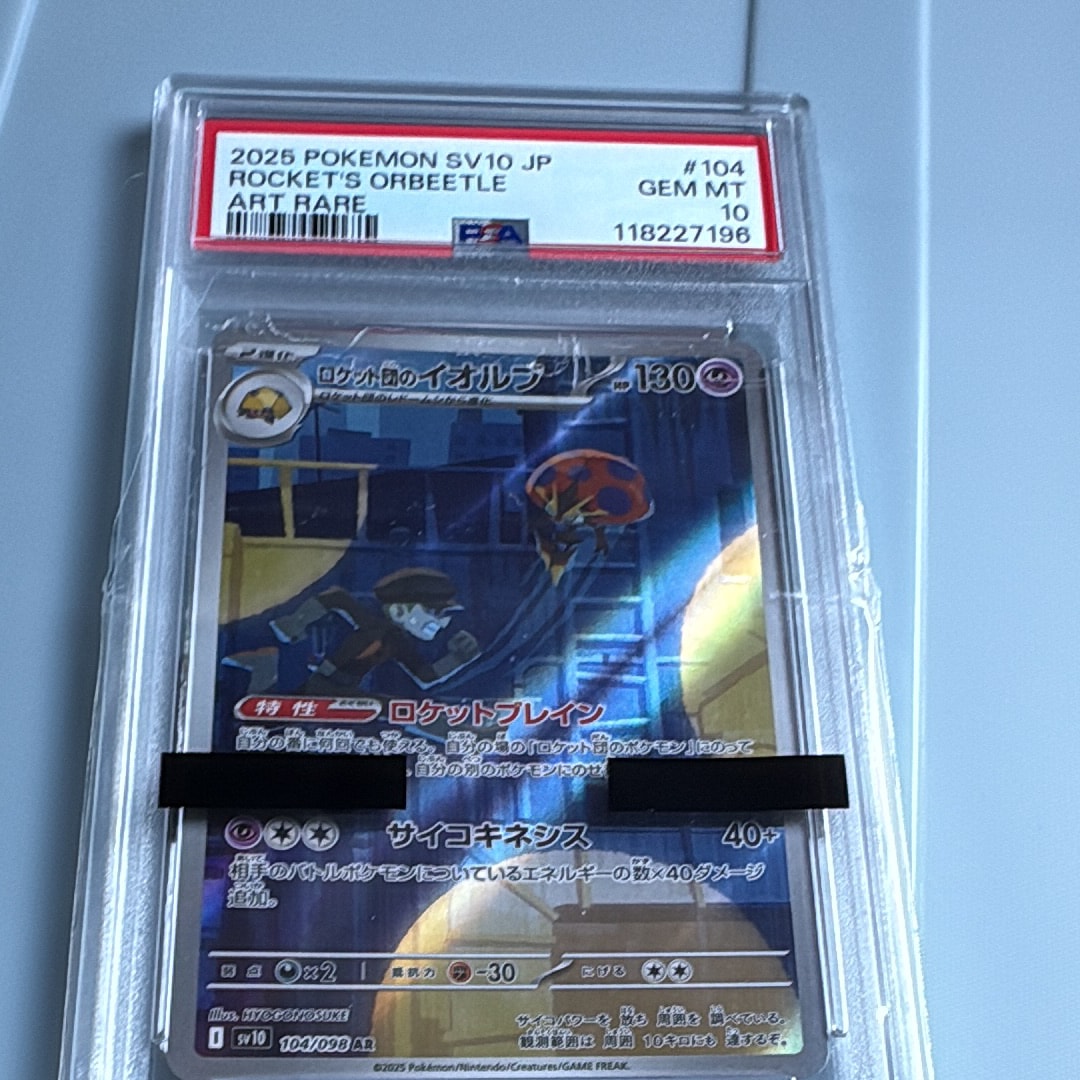 2025 POKEMON SV10 JP
#104
ROCKET'S ORBEETLE
GEM MT
ART RARE
10
PSA
118227196
ロケット団のイオルブ
HP 130
ロケット団のレドームシから進化
特性
ロケットブレイン
自分の番に何回でも使える。自分の場の「ロケット団のポケモン」にのって
自分の別のポケモンにのせ
サイコキネシス
40+
相手のバトルポケモンについているエネルギーの数×40ダメージ
追加。
弱点 ×2
抵抗力 -30
にげる
Illus. HYOGONOSUKE
サイコパワーを 放ち 周囲を 調べている。
観測範囲は 周囲 10キロにも 達するぞ。
sv10 104/098 AR
©2025 Pokémon/Nintendo/Creatures/GAME FREAK.